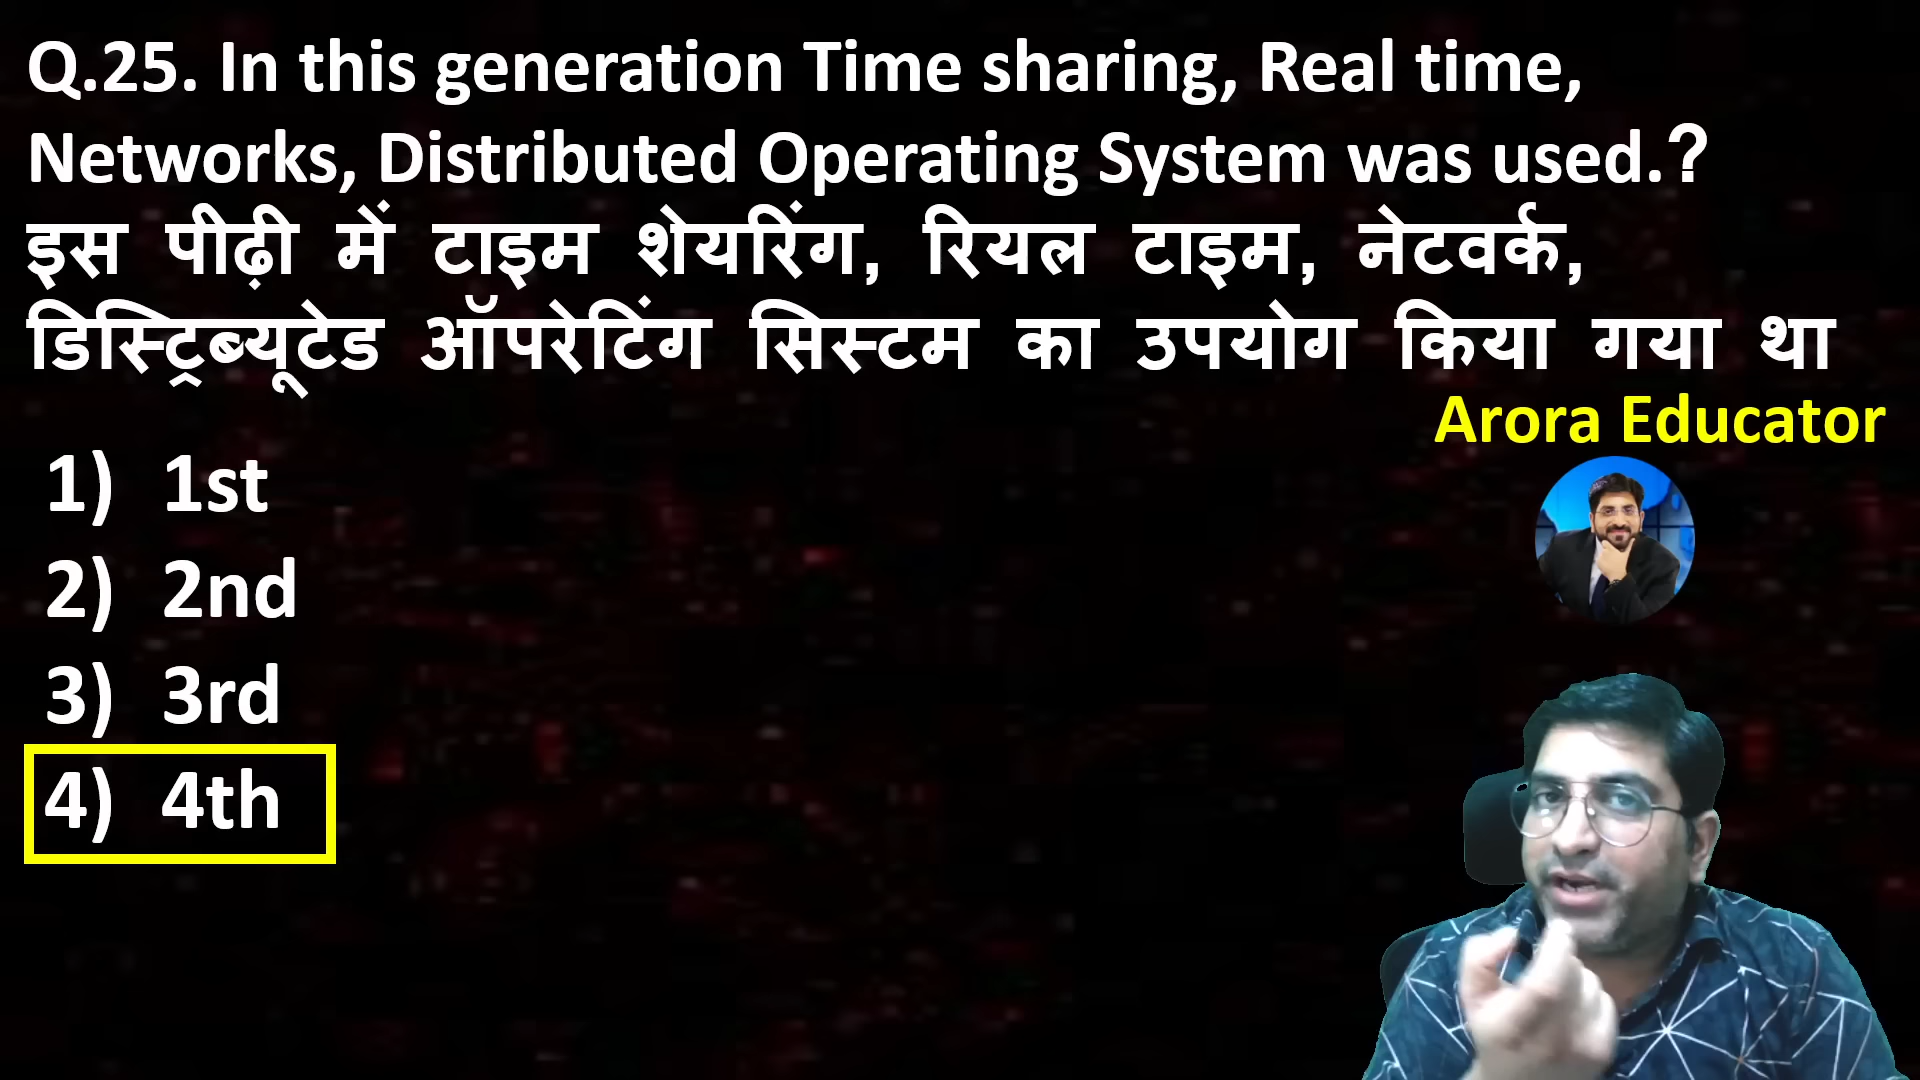 Q.25. In this generation Time sharing, Real time,
Networks, Distributed Operating System was used.?
इस पीढ़ी में टाइम शेयरिंग, रियल टाइम, नेटवर्क,
डिस्ट्रिब्यूटेड ऑपरेटिंग सिस्टम का उपयोग किया गया था
Arora Educator
1) 1st
2) 2nd
3) 3rd
4) 4th